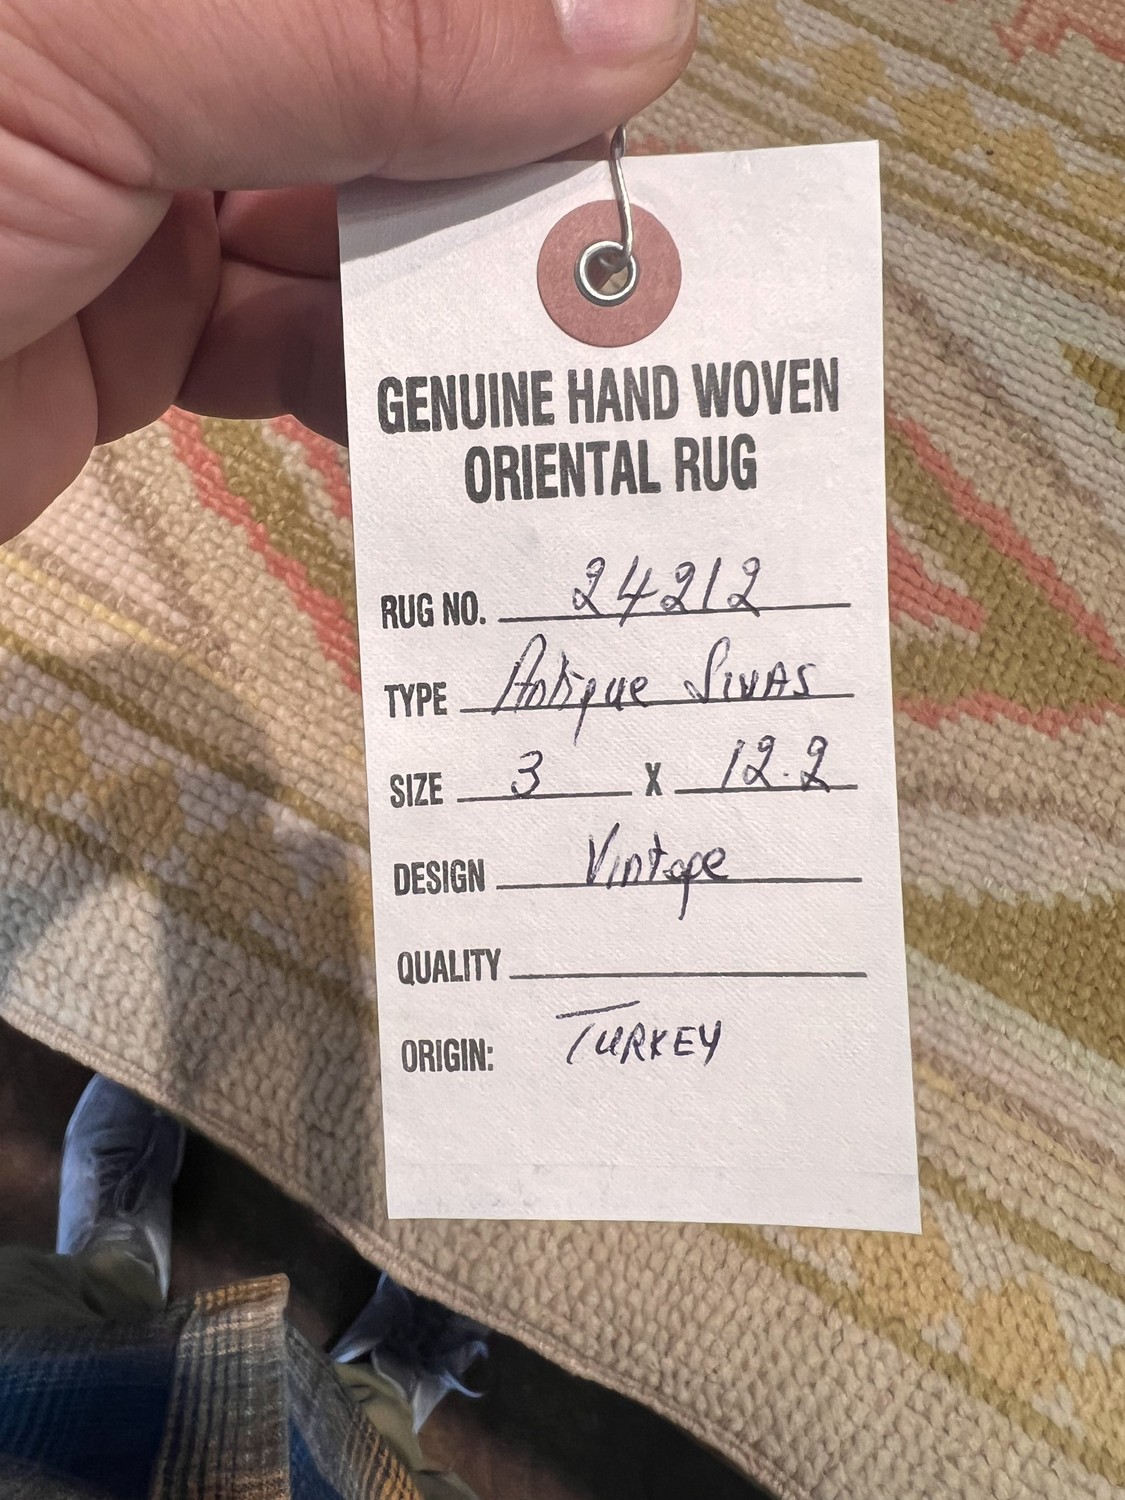 GENUINE HAND WOVEN
ORIENTAL RUG
RUG NO. 24212
TYPE Antique SIVAS
SIZE 3 X 12.2
DESIGN Vintage
QUALITY
ORIGIN: TURKEY